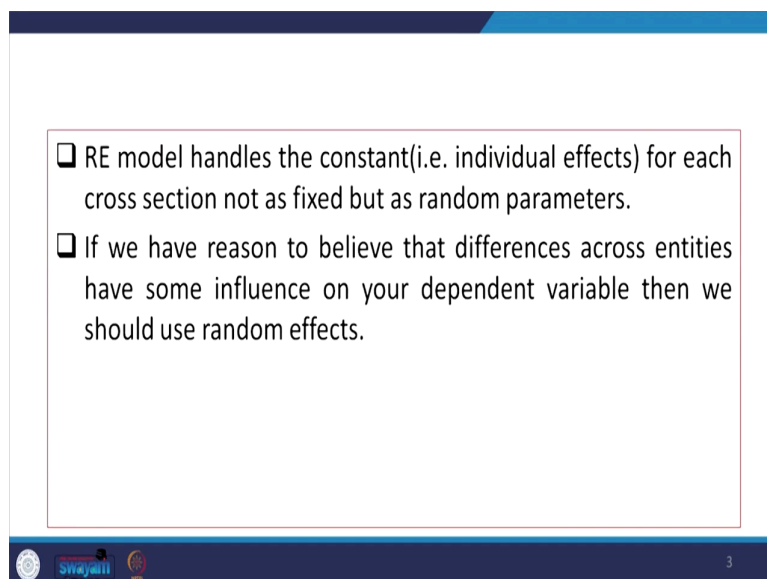 RE model handles the constant(i.e. individual effects) for each
cross section not as fixed but as random parameters.
If we have reason to believe that differences across entities
have some influence on your dependent variable then we
should use random effects.
swayam
3